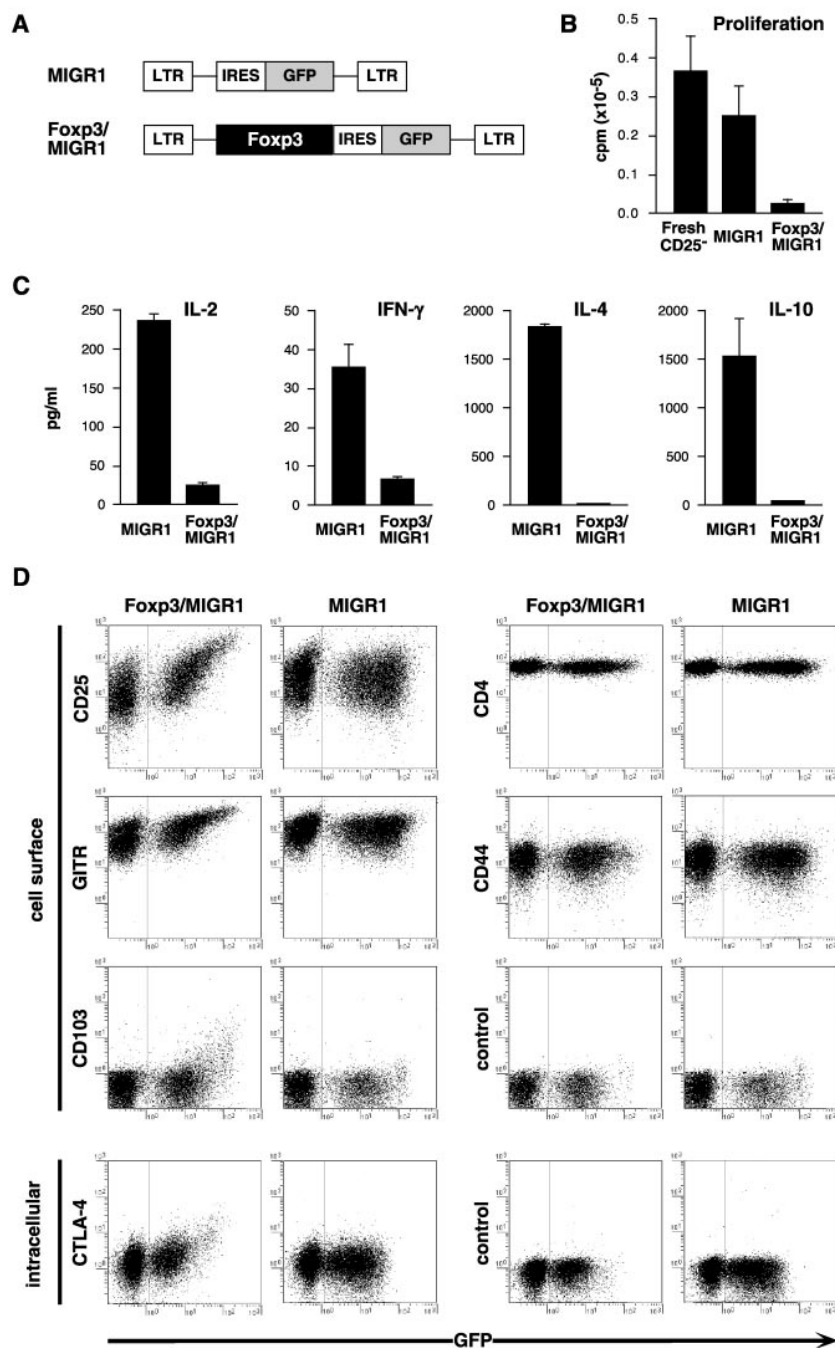 A
MIGR1
LTR
IRES
GFP
LTR
Foxp3/
MIGR1
LTR
Foxp3
IRES
GFP
LTR
B
Proliferation
cpm (x10-5)
0.5
0.4
0.3
0.2
0.1
0.0
Fresh
CD25-
MIGR1
Foxp3/
MIGR1
C
pg/ml
IL-2
250
200
150
100
50
0
MIGR1
Foxp3/
MIGR1
IFN-γ
50
40
30
20
10
0
MIGR1
Foxp3/
MIGR1
IL-4
2000
1500
1000
500
0
MIGR1
Foxp3/
MIGR1
IL-10
2000
1500
1000
500
0
MIGR1
Foxp3/
MIGR1
D
Foxp3/MIGR1
MIGR1
Foxp3/MIGR1
MIGR1
cell surface
CD25
CD4
GITR
CD44
CD103
control
intracellular
CTLA-4
control
GFP